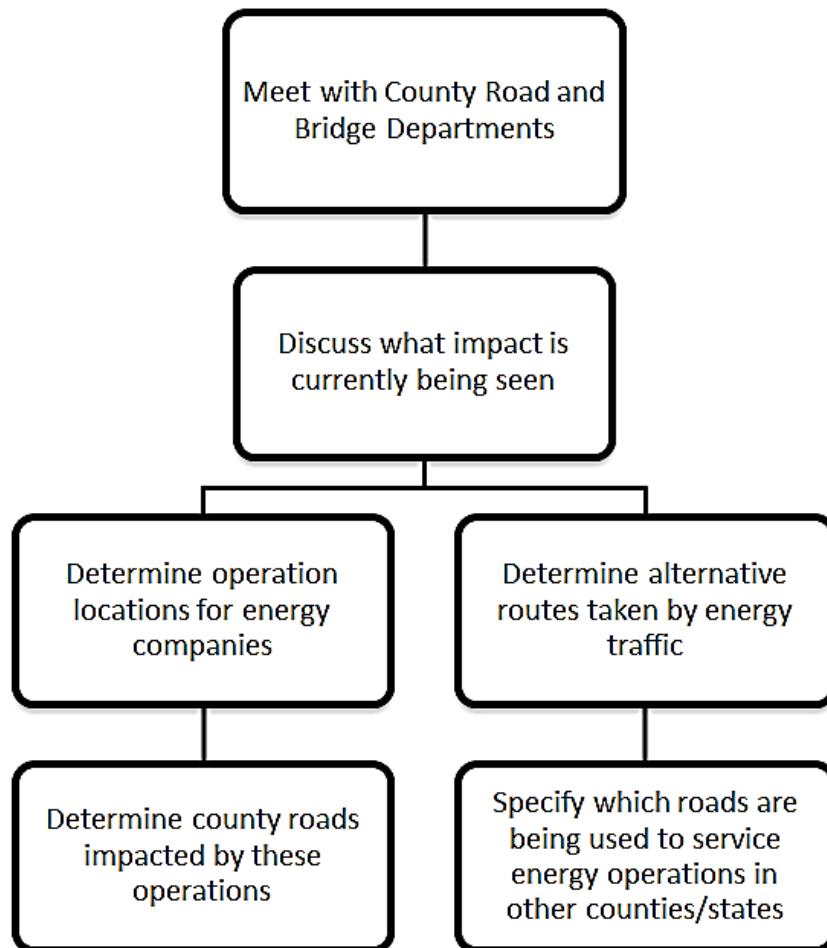 Meet with County Road and
Bridge Departments
Discuss what impact is
currently being seen
Determine operation
locations for energy
companies
Determine alternative
routes taken by energy
traffic
Determine county roads
impacted by these
operations
Specify which roads are
being used to service
energy operations in
other counties/states